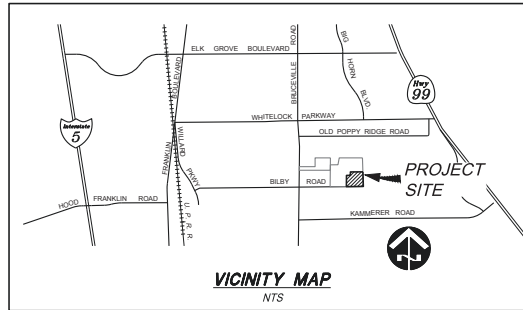 ELK GROVE BOULEVARD
BOULEVARD
ROAD
BRUCEVILLE
BIG HORN BLVD.
Hwy
99
Interstate
5
WHITELOCK PARKWAY
OLD POPPY RIDGE ROAD
FRANKLIN
WILLARD PKWY
PROJECT
SITE
BILBY ROAD
HOOD FRANKLIN ROAD
U.P.R.R.
KAMMERER ROAD
N
VICINITY MAP
NTS